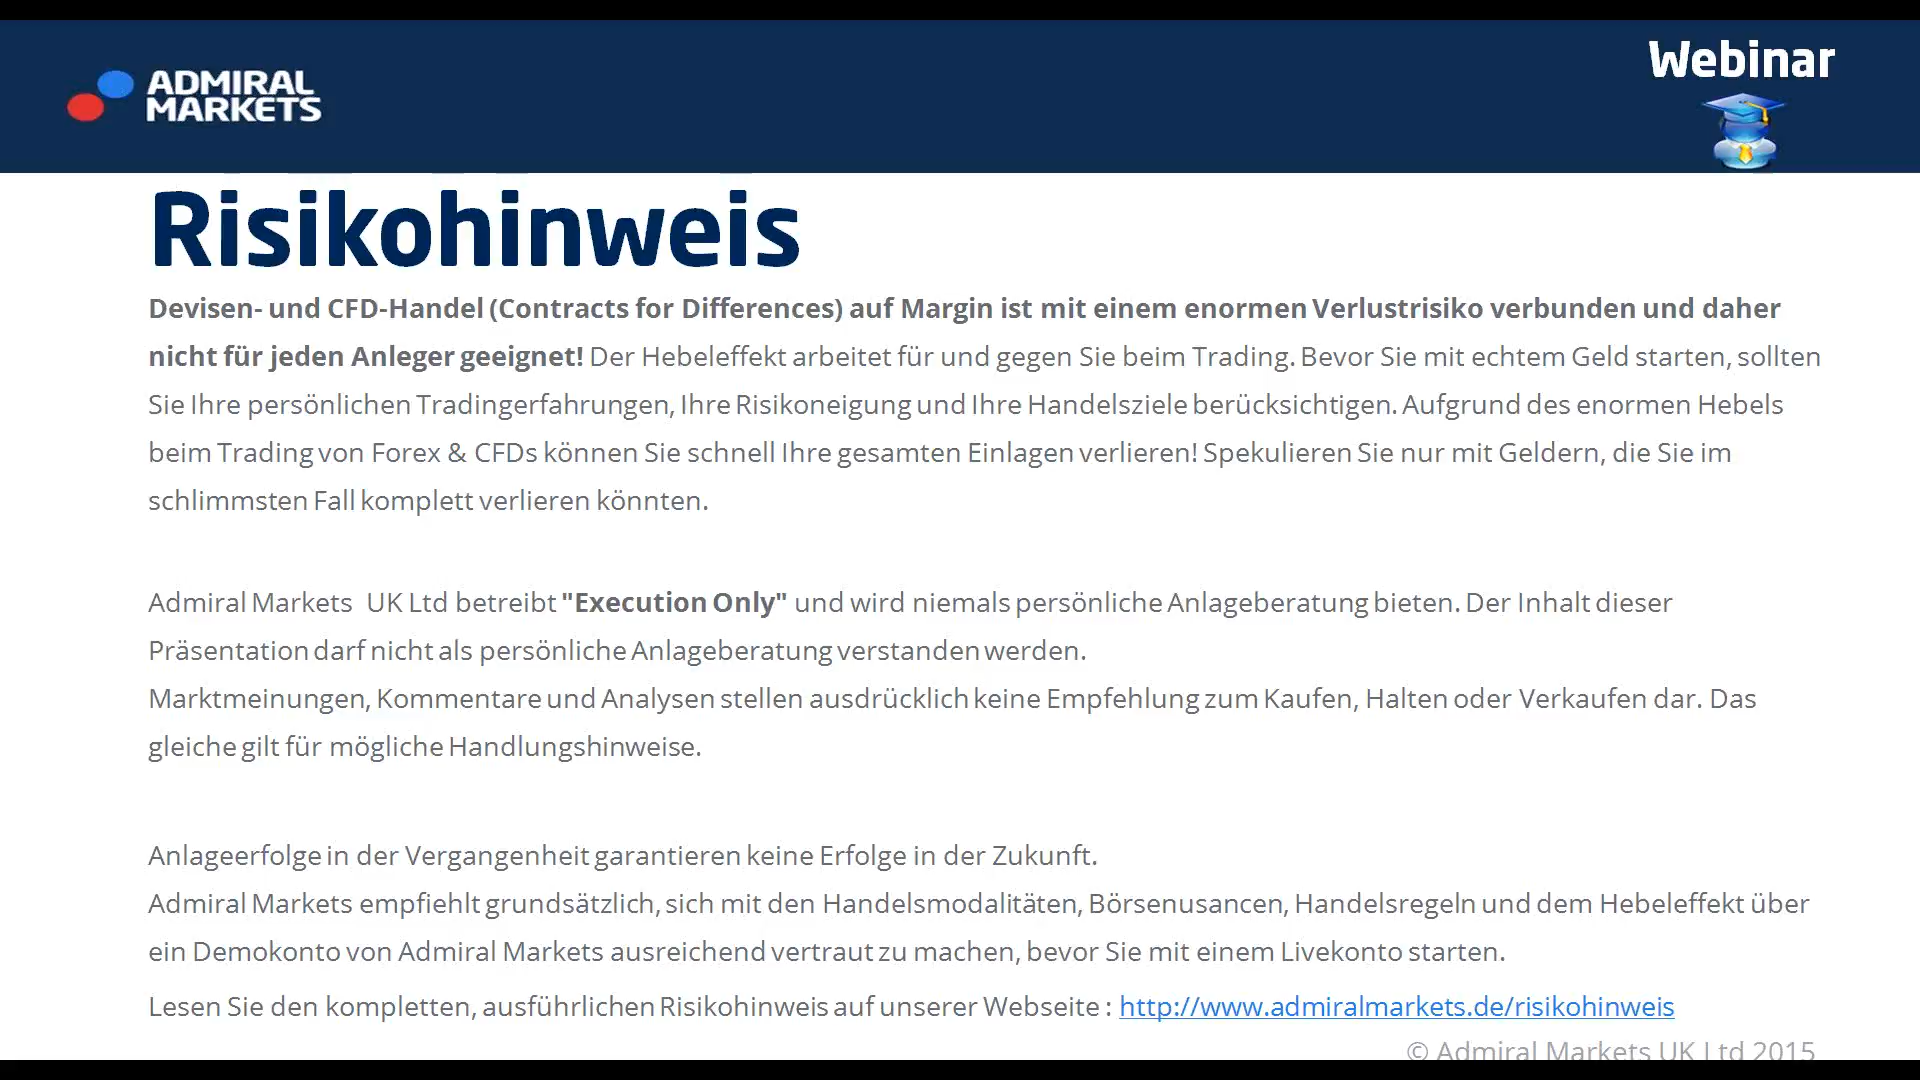 ADMIRAL
MARKETS
Webinar
Risikohinweis
Devisen- und CFD-Handel (Contracts for Differences) auf Margin ist mit einem enormen Verlustrisiko verbunden und daher
nicht für jeden Anleger geeignet! Der Hebeleffekt arbeitet für und gegen Sie beim Trading. Bevor Sie mit echtem Geld starten, sollten
Sie Ihre persönlichen Tradingerfahrungen, Ihre Risikoneigung und Ihre Handelsziele berücksichtigen. Aufgrund des enormen Hebels
beim Trading von Forex & CFDs können Sie schnell Ihre gesamten Einlagen verlieren! Spekulieren Sie nur mit Geldern, die Sie im
schlimmsten Fall komplett verlieren könnten.
Admiral Markets UK Ltd betreibt "Execution Only" und wird niemals persönliche Anlageberatung bieten. Der Inhalt dieser
Präsentation darf nicht als persönliche Anlageberatung verstanden werden.
Marktmeinungen, Kommentare und Analysen stellen ausdrücklich keine Empfehlung zum Kaufen, Halten oder Verkaufen dar. Das
gleiche gilt für mögliche Handlungshinweise.
Anlageerfolge in der Vergangenheit garantieren keine Erfolge in der Zukunft.
Admiral Markets empfiehlt grundsätzlich, sich mit den Handelsmodalitäten, Börsenusancen, Handelsregeln und dem Hebeleffekt über
ein Demokonto von Admiral Markets ausreichend vertraut zu machen, bevor Sie mit einem Livekonto starten.
Lesen Sie den kompletten, ausführlichen Risikohinweis auf unserer Webseite : http://www.admiralmarkets.de/risikohinweis
© Admiral Markets UK Ltd 2015